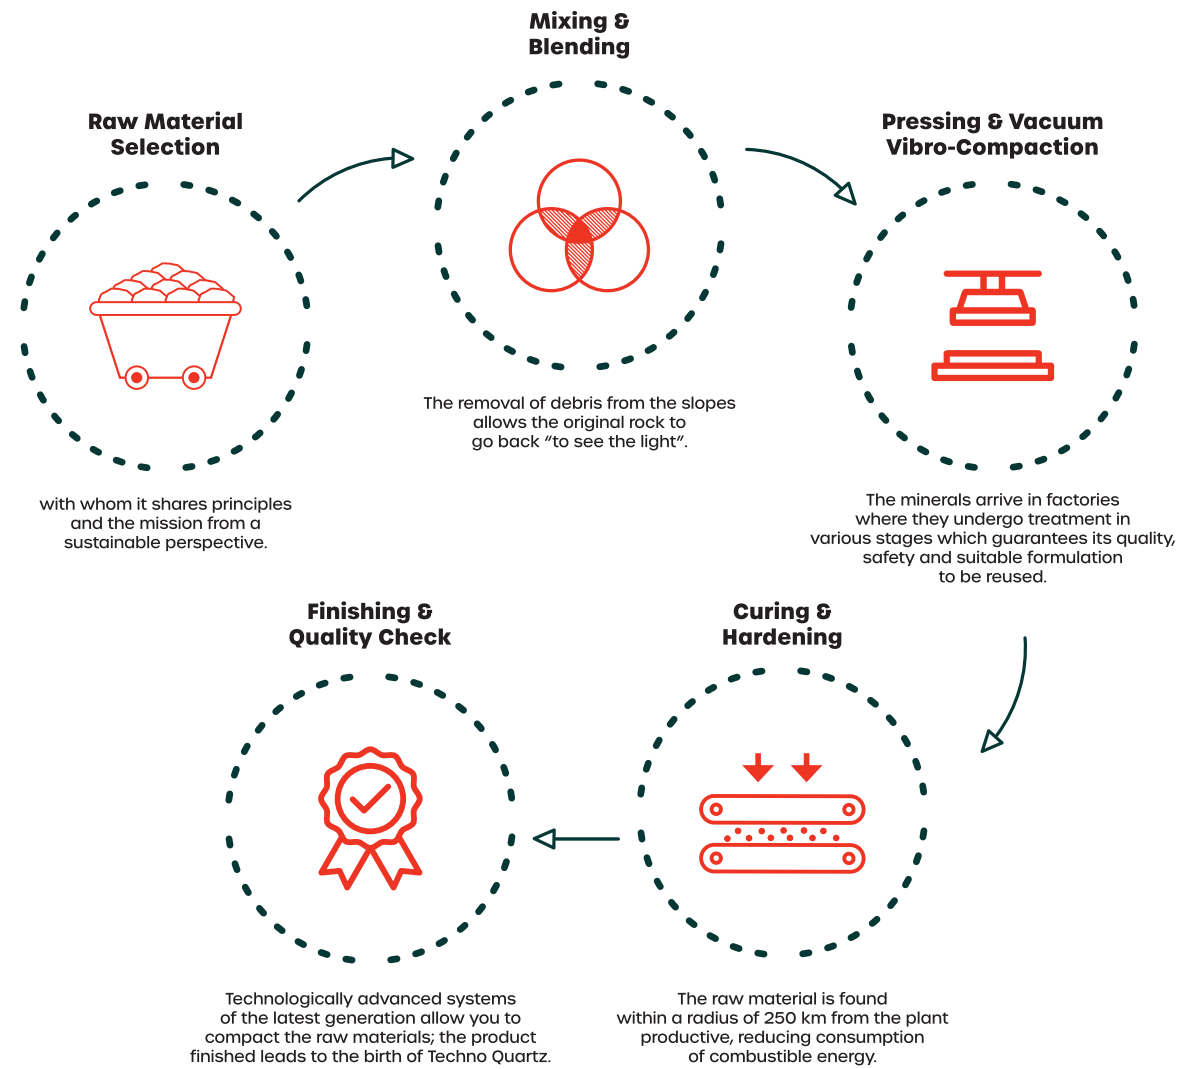 Raw Material
Selection
with whom it shares principles
and the mission from a
sustainable perspective.
Mixing &
Blending
The removal of debris from the slopes
allows the original rock to
go back “to see the light”.
Pressing & Vacuum
Vibro-Compaction
The minerals arrive in factories
where they undergo treatment in
various stages which guarantees its quality,
safety and suitable formulation
to be reused.
Curing &
Hardening
The raw material is found
within a radius of 250 km from the plant
productive, reducing consumption
of combustible energy.
Finishing &
Quality Check
Technologically advanced systems
of the latest generation allow you to
compact the raw materials; the product
finished leads to the birth of Techno Quartz.